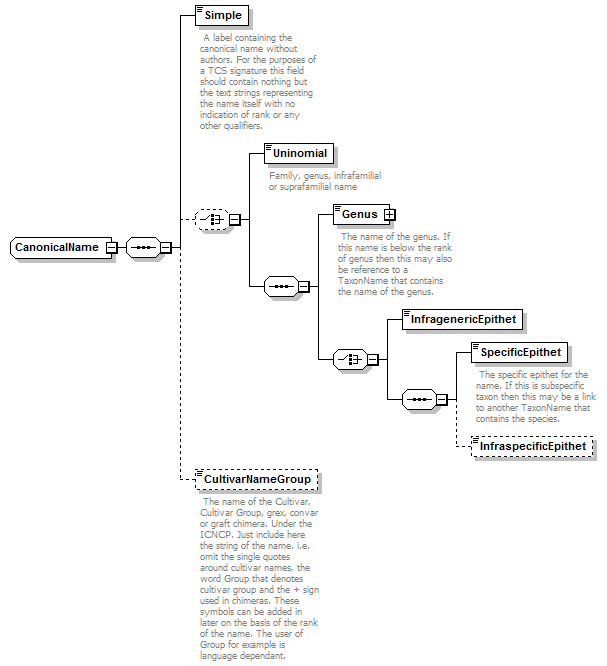 Simple
A label containing the
canonical name without
authors. For the purposes of
a TCS signature this field
should contain nothing but
the text strings representing
the name itself with no
indication of rank or any
other qualifiers.
Uninomial
Family, genus, infrafamilial
or suprafamilial name
Genus
The name of the genus. If
this name is below the rank
of genus then this may also
be reference to a
TaxonName that contains
the name of the genus.
CanonicalName
InfragenericEpithet
SpecificEpithet
The specific epithet for the
name. If this is subspecific
taxon then this may be a link
to another TaxonName that
contains the species.
InfraspecificEpithet
CultivarNameGroup
The name of the Cultivar,
Cultivar Group, grex, convar
or graft chimera. Under the
ICNCP. Just include here
the string of the name. i.e.
omit the single quotes
around cultivar names, the
word Group that denotes
cultivar group and the + sign
used in chimeras. These
symbols can be added in
later on the basis of the rank
of the name. The user of
Group for example is
language dependant.